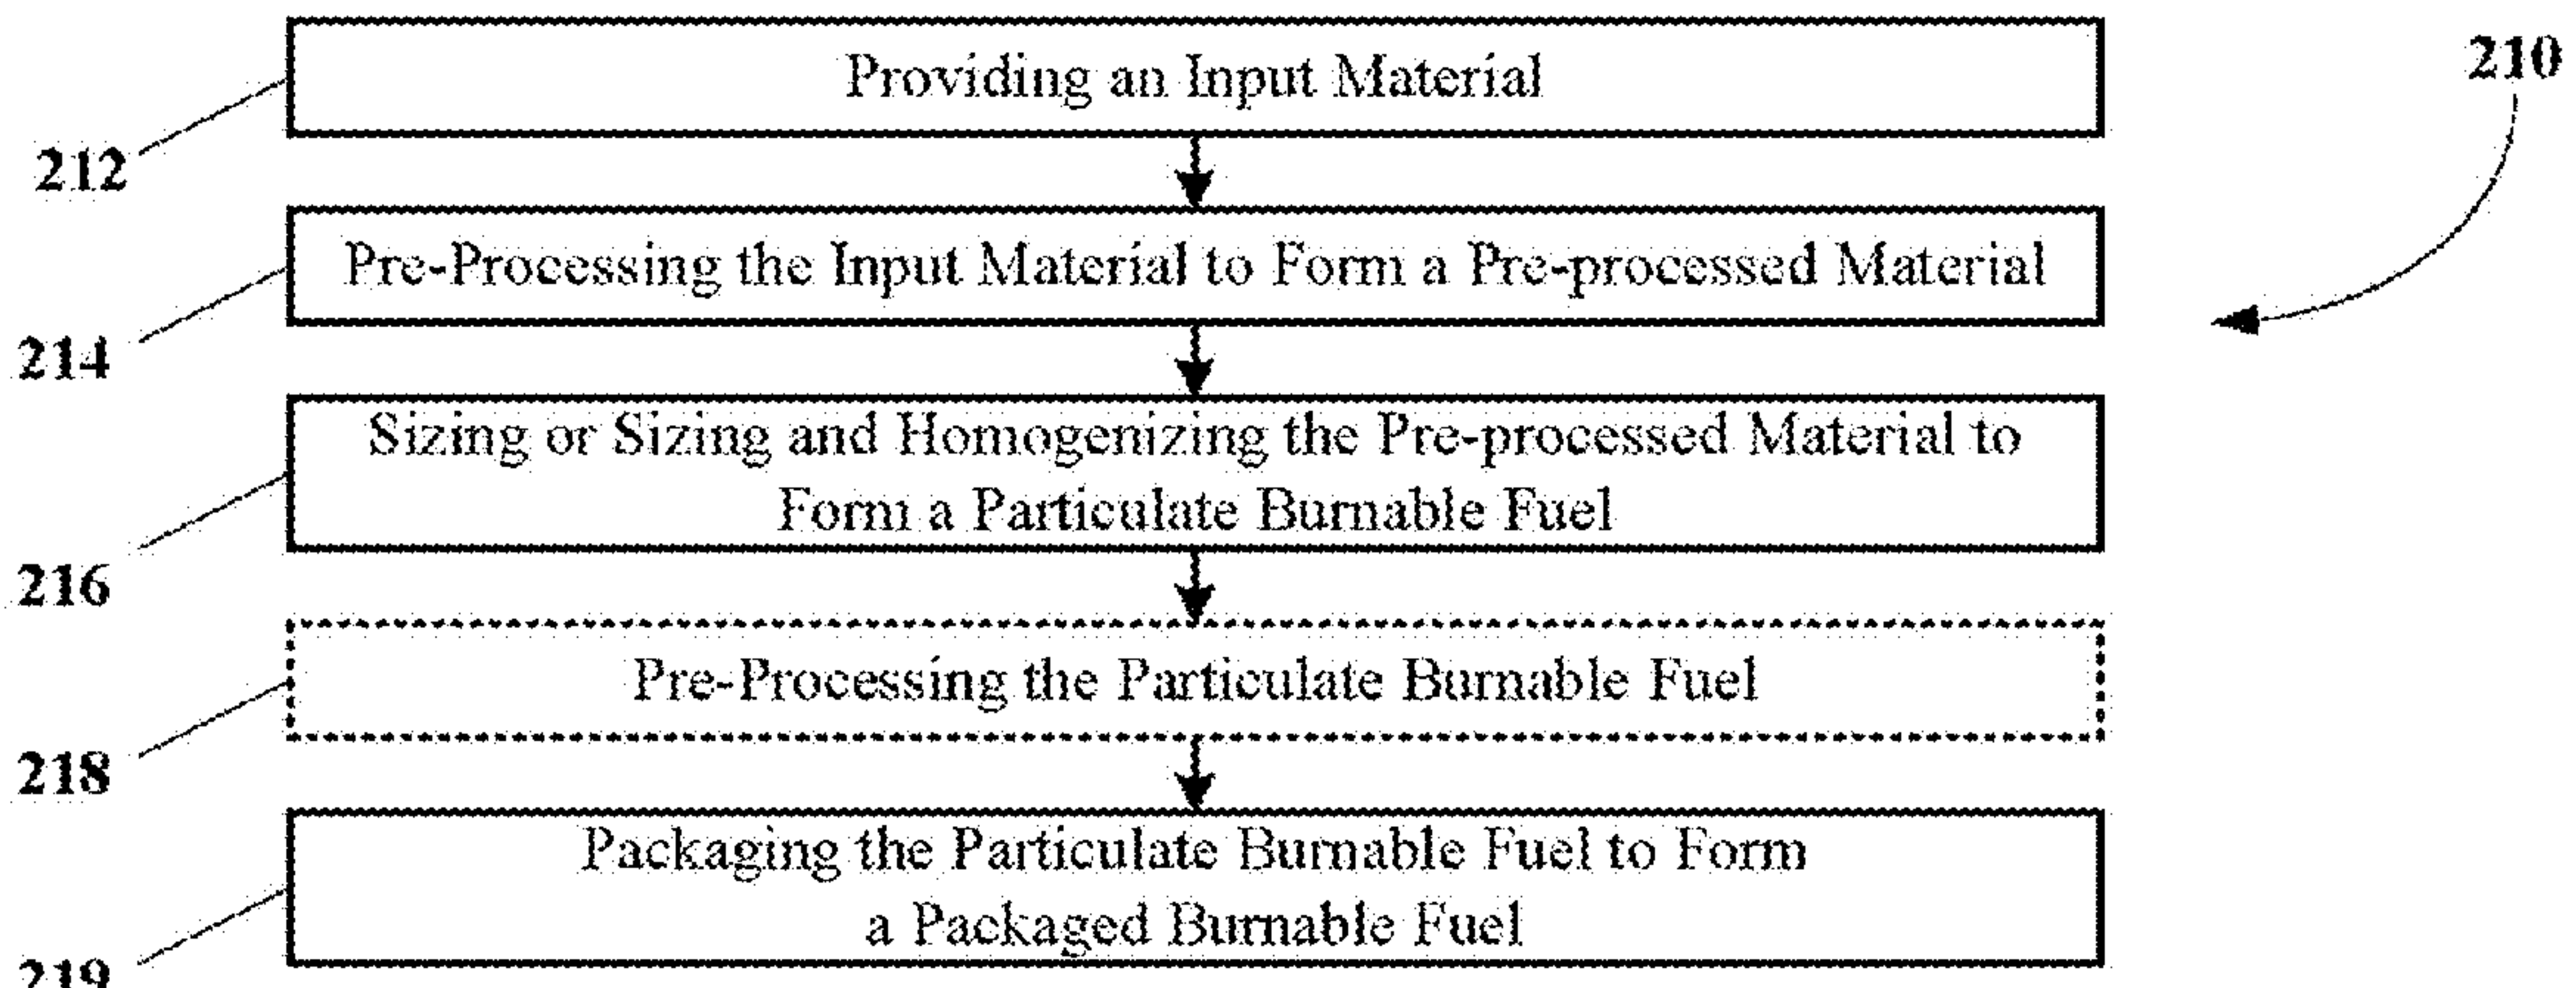 Providing an Input Material
210
212
Pre-Processing the Input Material to Form a Pre-processed Material
214
Sizing or Sizing and Homogenizing the Pre-processed Material to
Form a Particulate Burnable Fuel
216
Pre-Processing the Particulate Burnable Fuel
218
Packaging the Particulate Burnable Fuel to Form
a Packaged Burnable Fuel
219